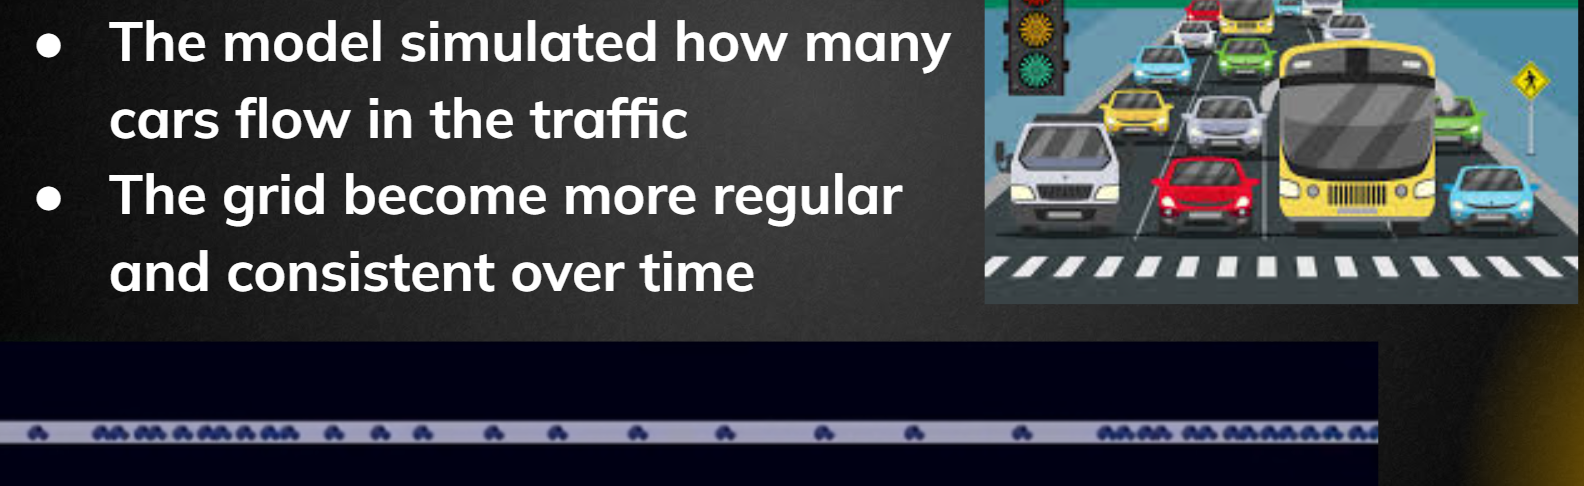 ● The model simulated how many
cars flow in the traffic
● The grid become more regular
and consistent over time